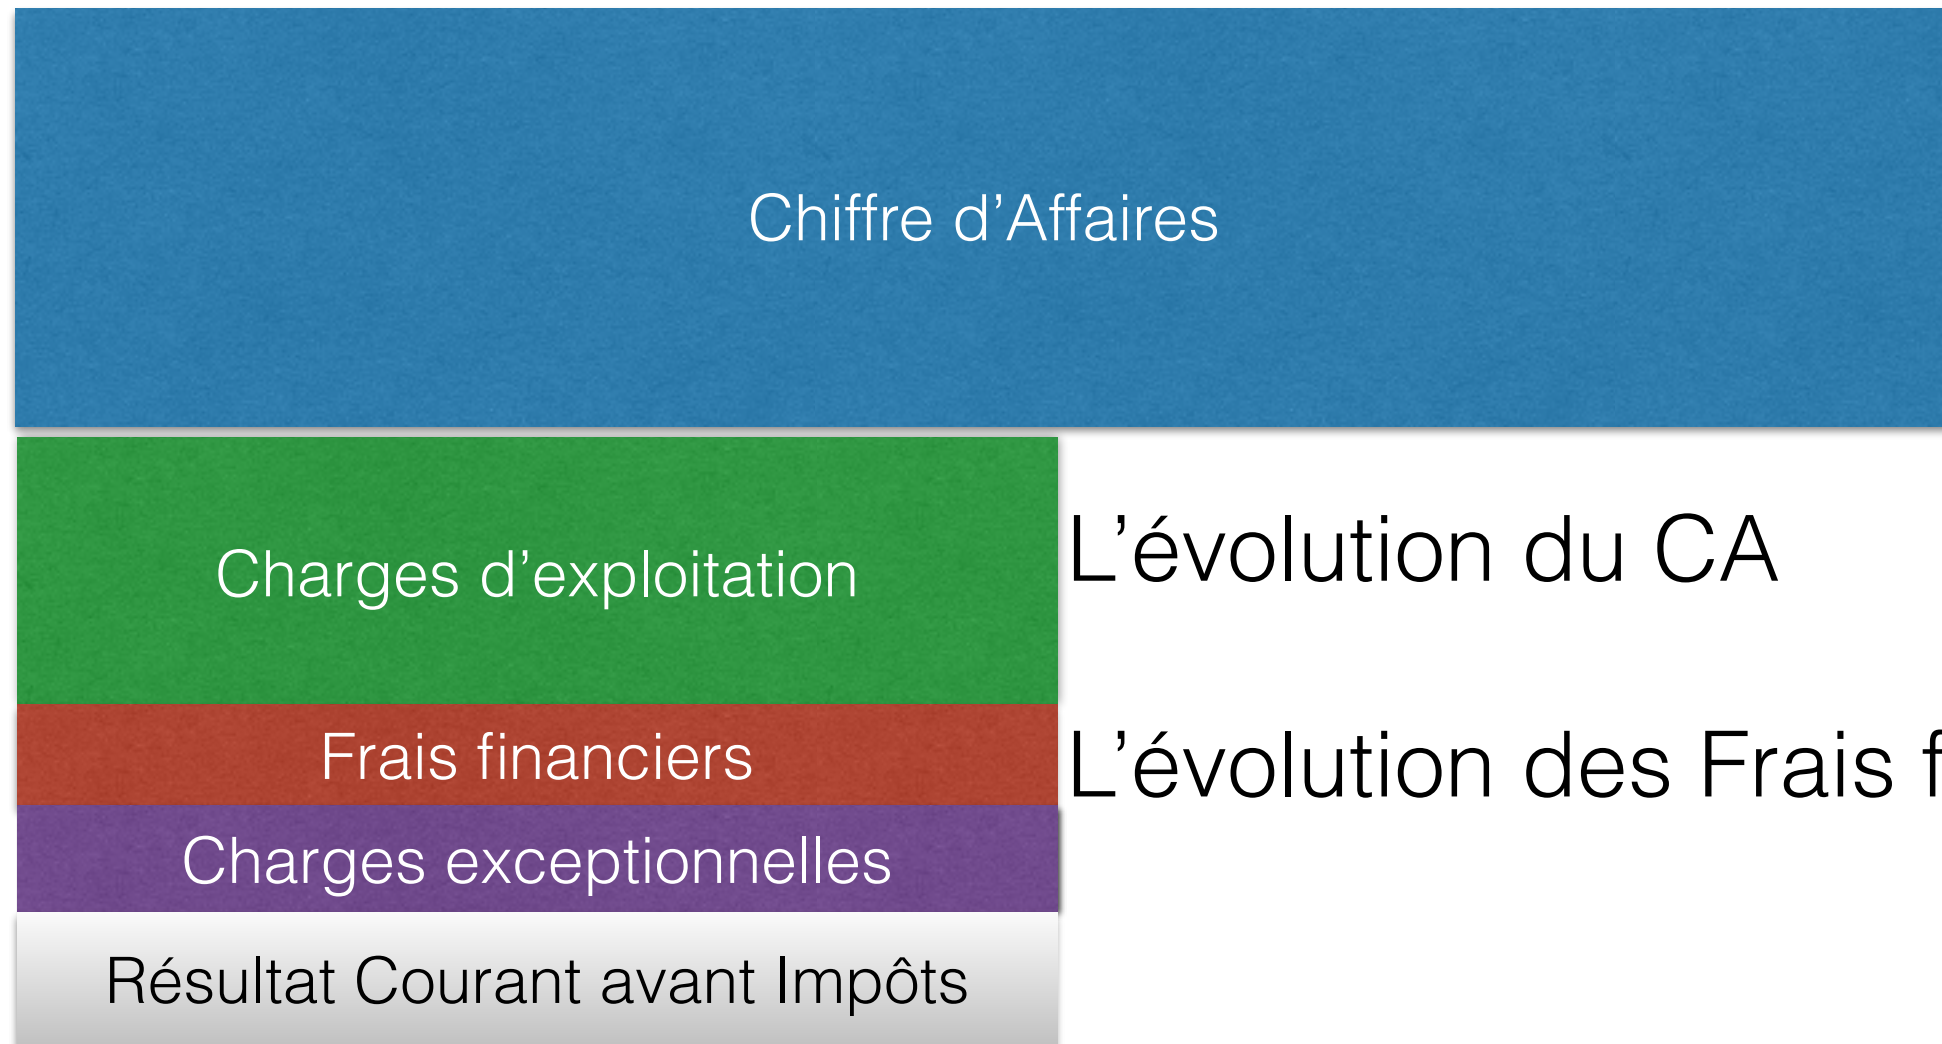 Chiffre d’Affaires
Charges d’exploitation
L’évolution du CA
Frais financiers
L’évolution des Frais f
Charges exceptionnelles
Résultat Courant avant Impôts